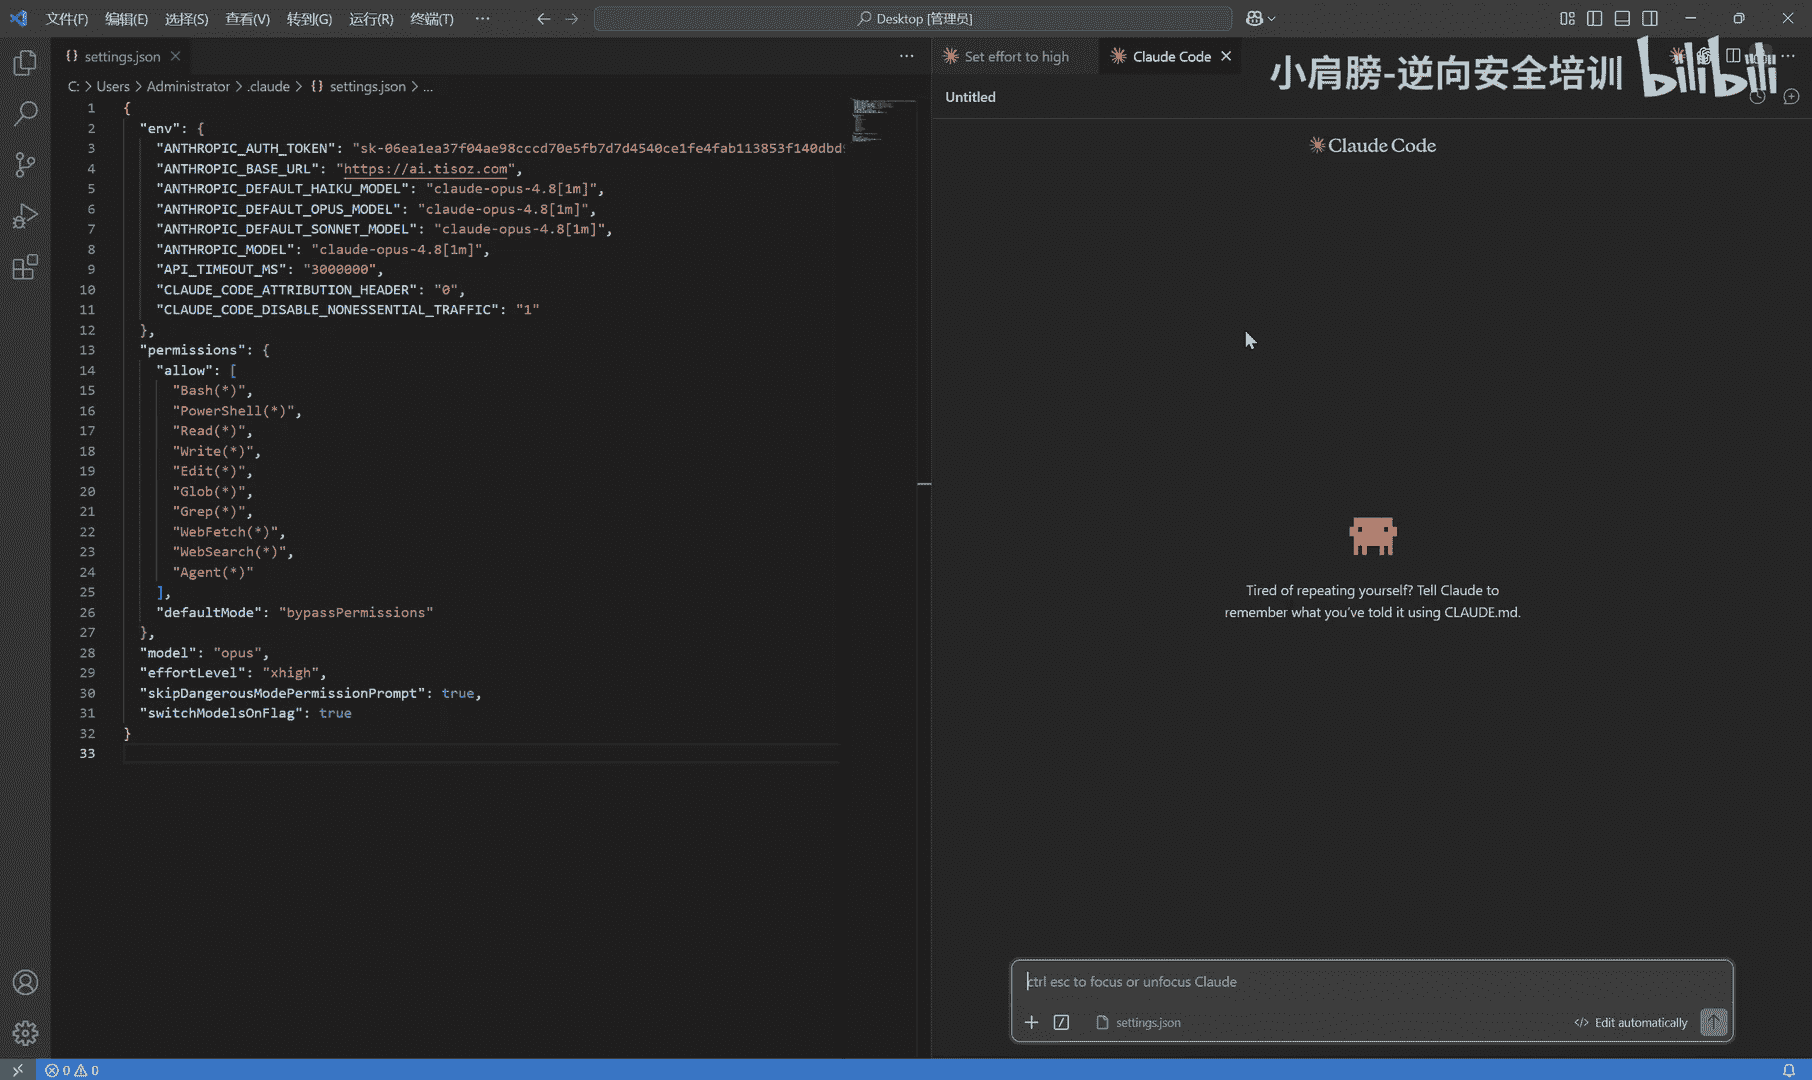 文件(F) 编辑(E) 选择(S) 查看(V) 转到(G) 运行(R) 终端(T) ··· Desktop [管理员]
settings.json
Set effort to high
Claude Code
小肩膀-逆向安全培训 bilibili
C: > Users > Administrator > .claude > {} settings.json > ...
Untitled
1 {
2 "env": {
3 "ANTHROPIC_AUTH_TOKEN": "sk-06ea1ea37f04ae98cccd70e5fb7d7d4540ce1fe4fab113853f140dbd
4 "ANTHROPIC_BASE_URL": "https://ai.tisoz.com",
5 "ANTHROPIC_DEFAULT_HAIKU_MODEL": "claude-opus-4.8[1m]",
6 "ANTHROPIC_DEFAULT_OPUS_MODEL": "claude-opus-4.8[1m]",
7 "ANTHROPIC_DEFAULT_SONNET_MODEL": "claude-opus-4.8[1m]",
8 "ANTHROPIC_MODEL": "claude-opus-4.8[1m]",
9 "API_TIMEOUT_MS": "3000000",
10 "CLAUDE_CODE_ATTRIBUTION_HEADER": "0",
11 "CLAUDE_CODE_DISABLE_NONESSENTIAL_TRAFFIC": "1"
12 },
13 "permissions": {
14 "allow": [
15 "Bash(*)",
16 "PowerShell(*)",
17 "Read(*)",
18 "Write(*)",
19 "Edit(*)",
20 "Glob(*)",
21 "Grep(*)",
22 "WebFetch(*)",
23 "WebSearch(*)",
24 "Agent(*)"
25 ],
26 "defaultMode": "bypassPermissions"
27 },
28 "model": "opus",
29 "effortLevel": "xhigh",
30 "skipDangerousModePermissionPrompt": true,
31 "switchModelsOnFlag": true
32 }
33
Claude Code
Tired of repeating yourself? Tell Claude to
remember what you've told it using CLAUDE.md.
ctrl esc to focus or unfocus Claude
settings.json
</> Edit automatically
0 0